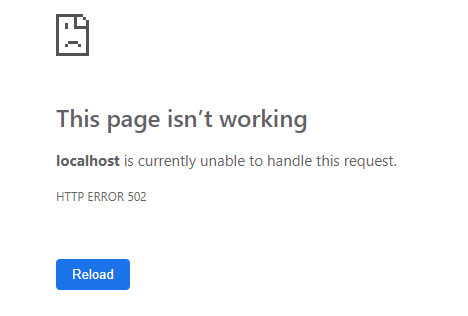 This page isn’t working
localhost is currently unable to handle this request.
HTTP ERROR 502
Reload